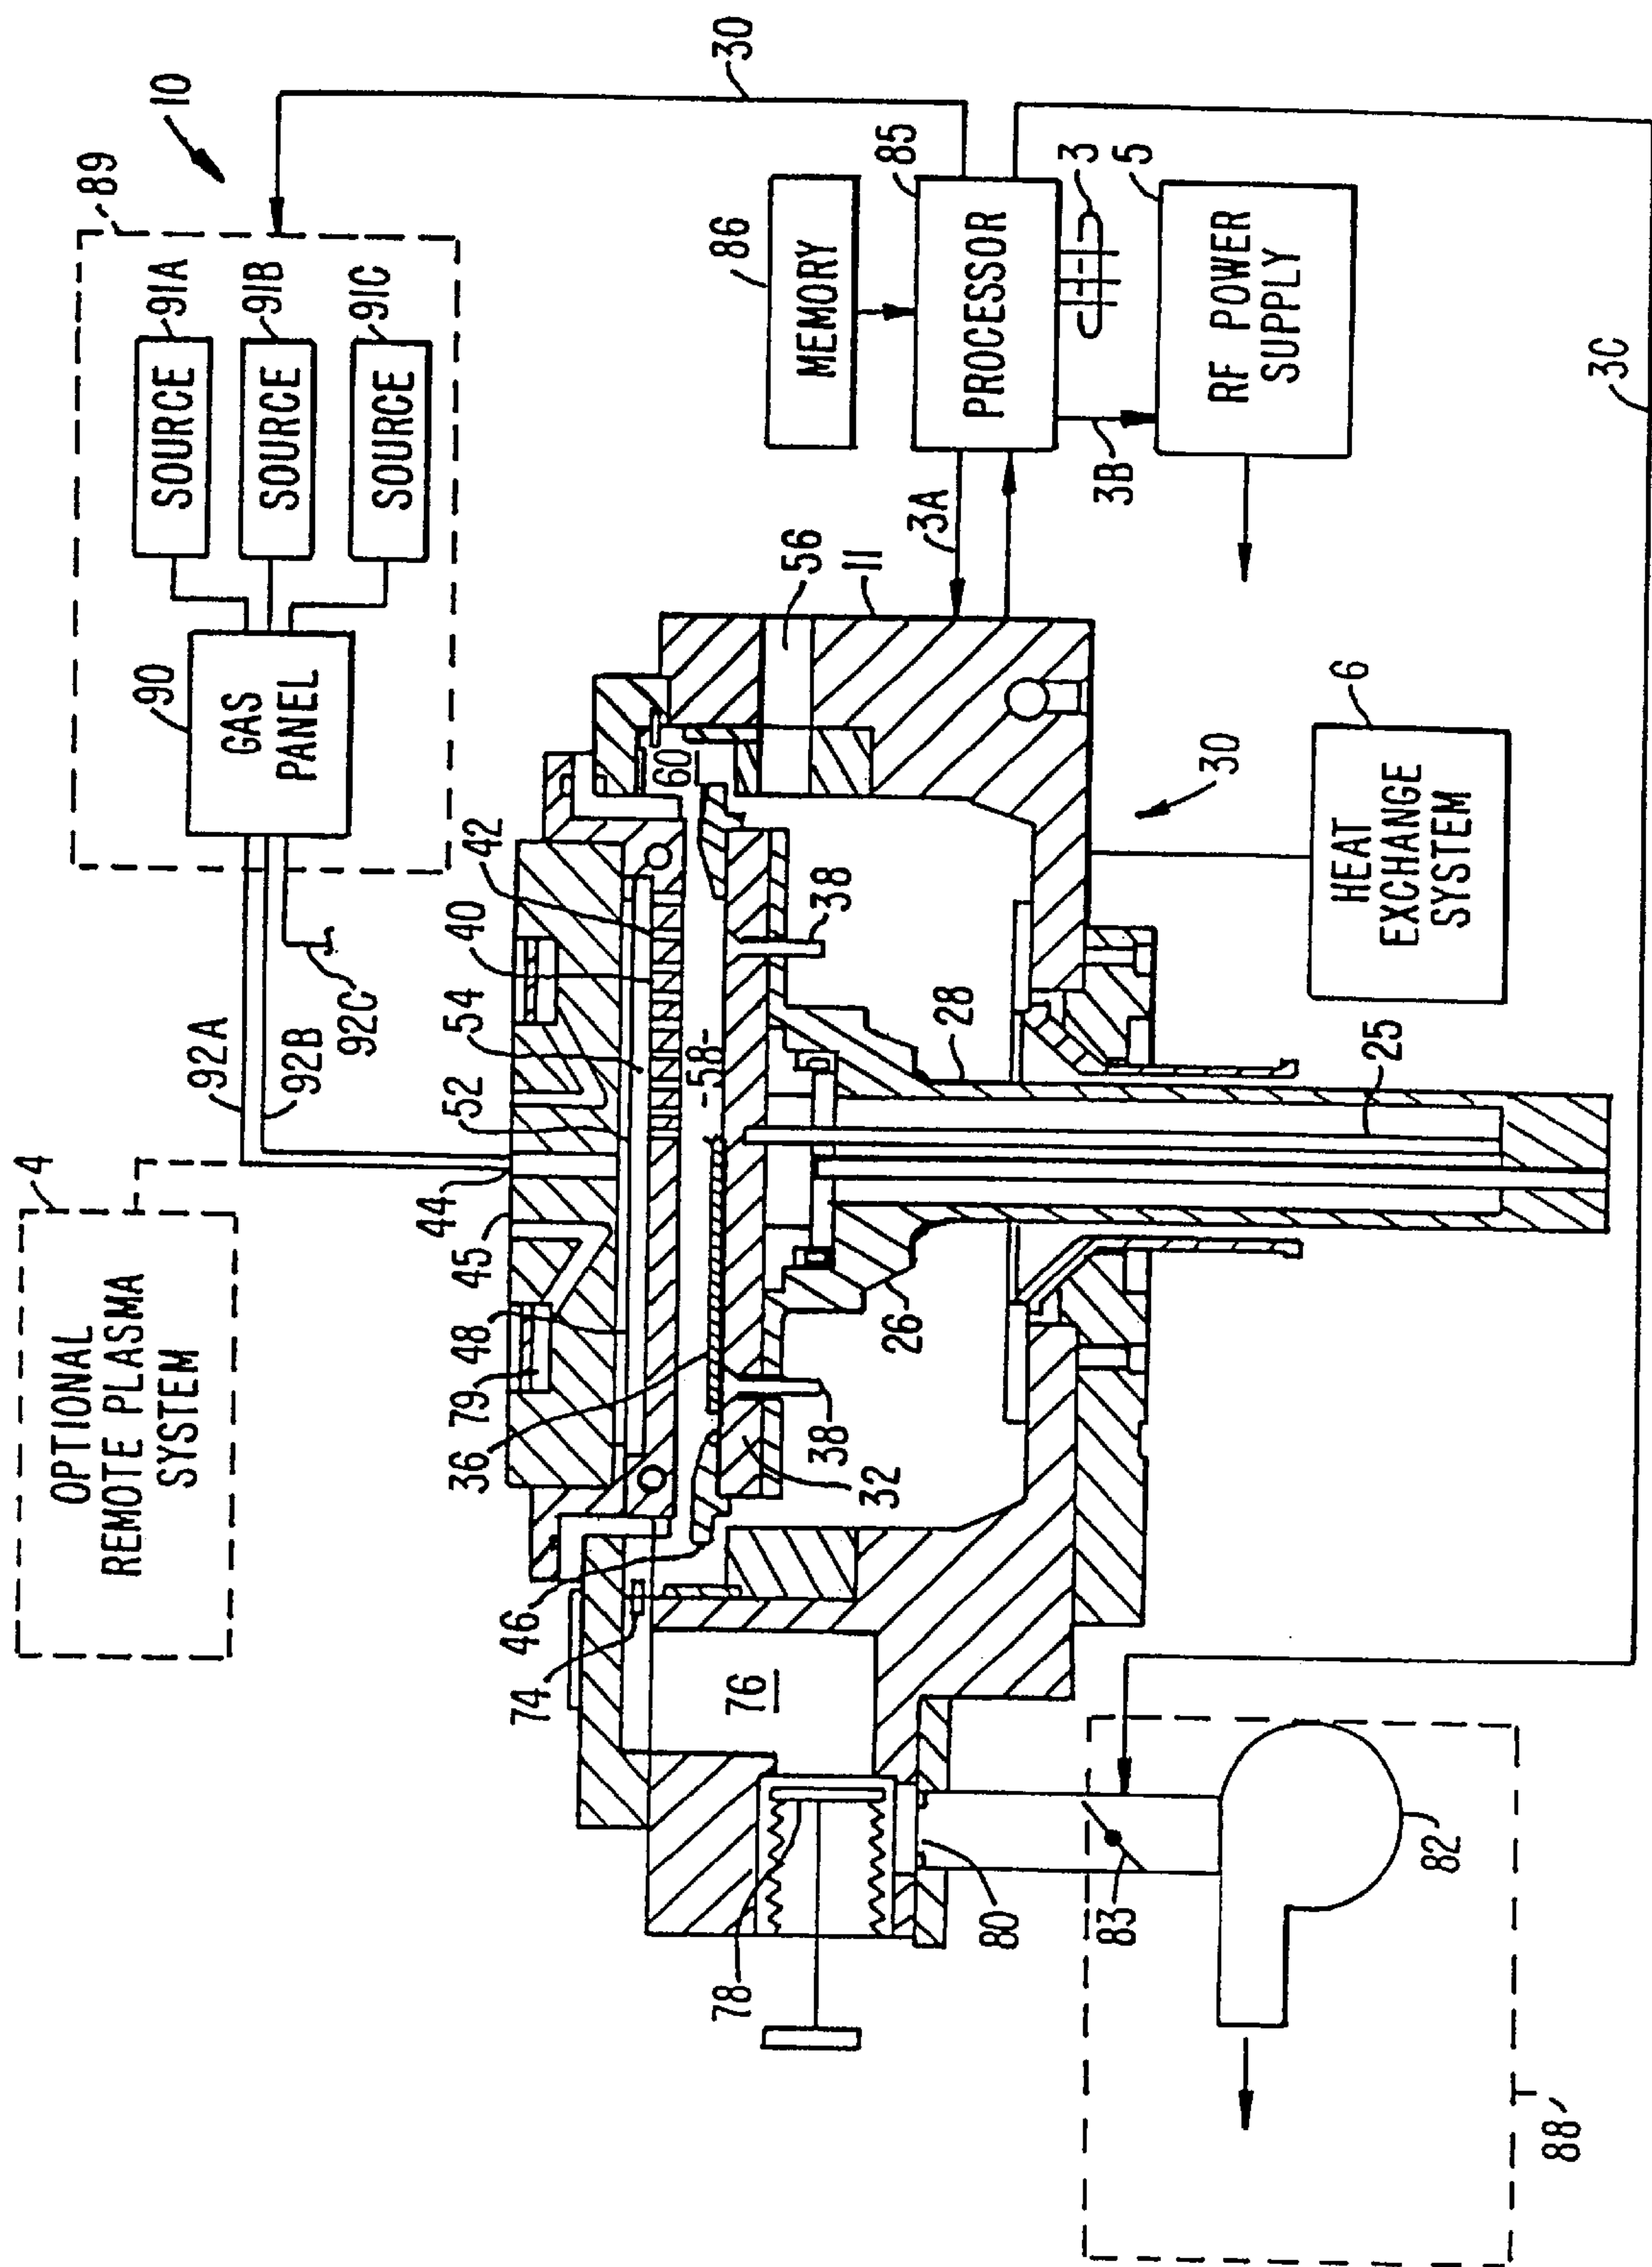 OPTIONAL
REMOTE PLASMA
SYSTEM
4
10
89
SOURCE
91A
SOURCE
91B
SOURCE
91C
90
GAS
PANEL
92A
92B
92C
30
44
45
48
79
52
54
40
42
36
46
74
60
-58-
56
11
86
MEMORY
85
PROCESSOR
3
3A
3B
5
RF POWER
SUPPLY
3C
38
38
32
26
28
25
30
6
HEAT
EXCHANGE
SYSTEM
76
78
80
83
82
88